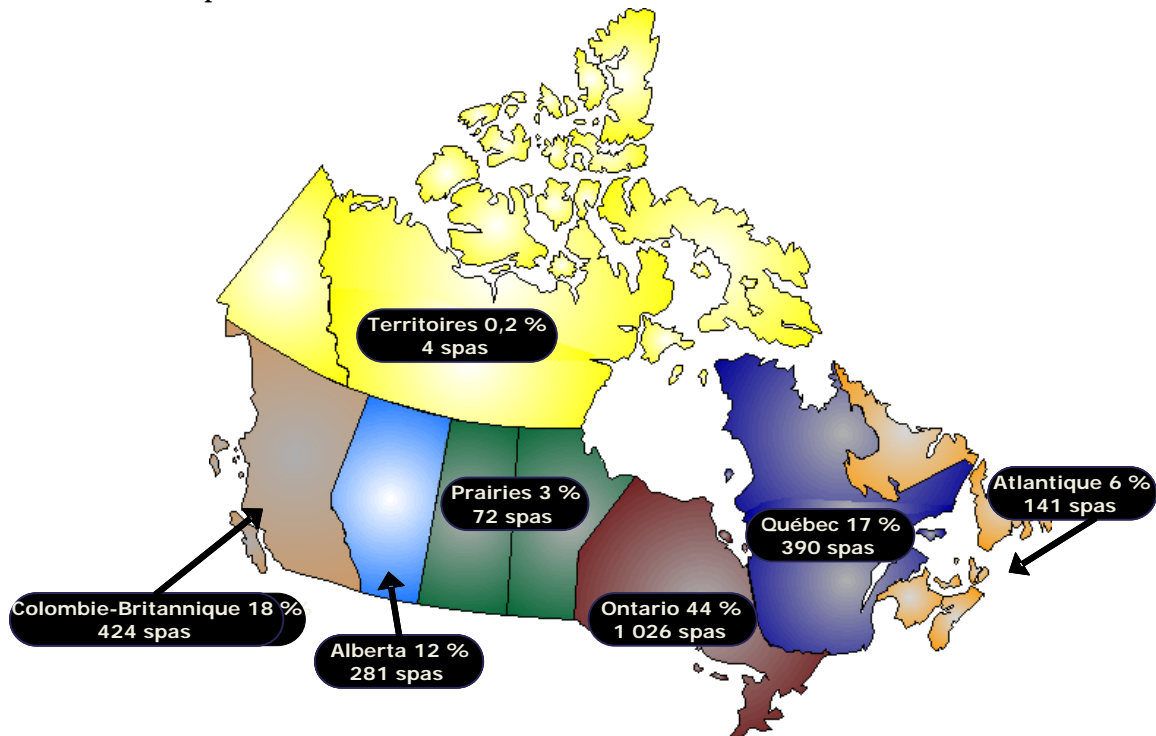 Territoires 0,2 %
4 spas
Prairies 3 %
72 spas
Atlantique 6 %
141 spas
Québec 17 %
390 spas
Colombie-Britannique 18 %
424 spas
Ontario 44 %
1 026 spas
Alberta 12 %
281 spas